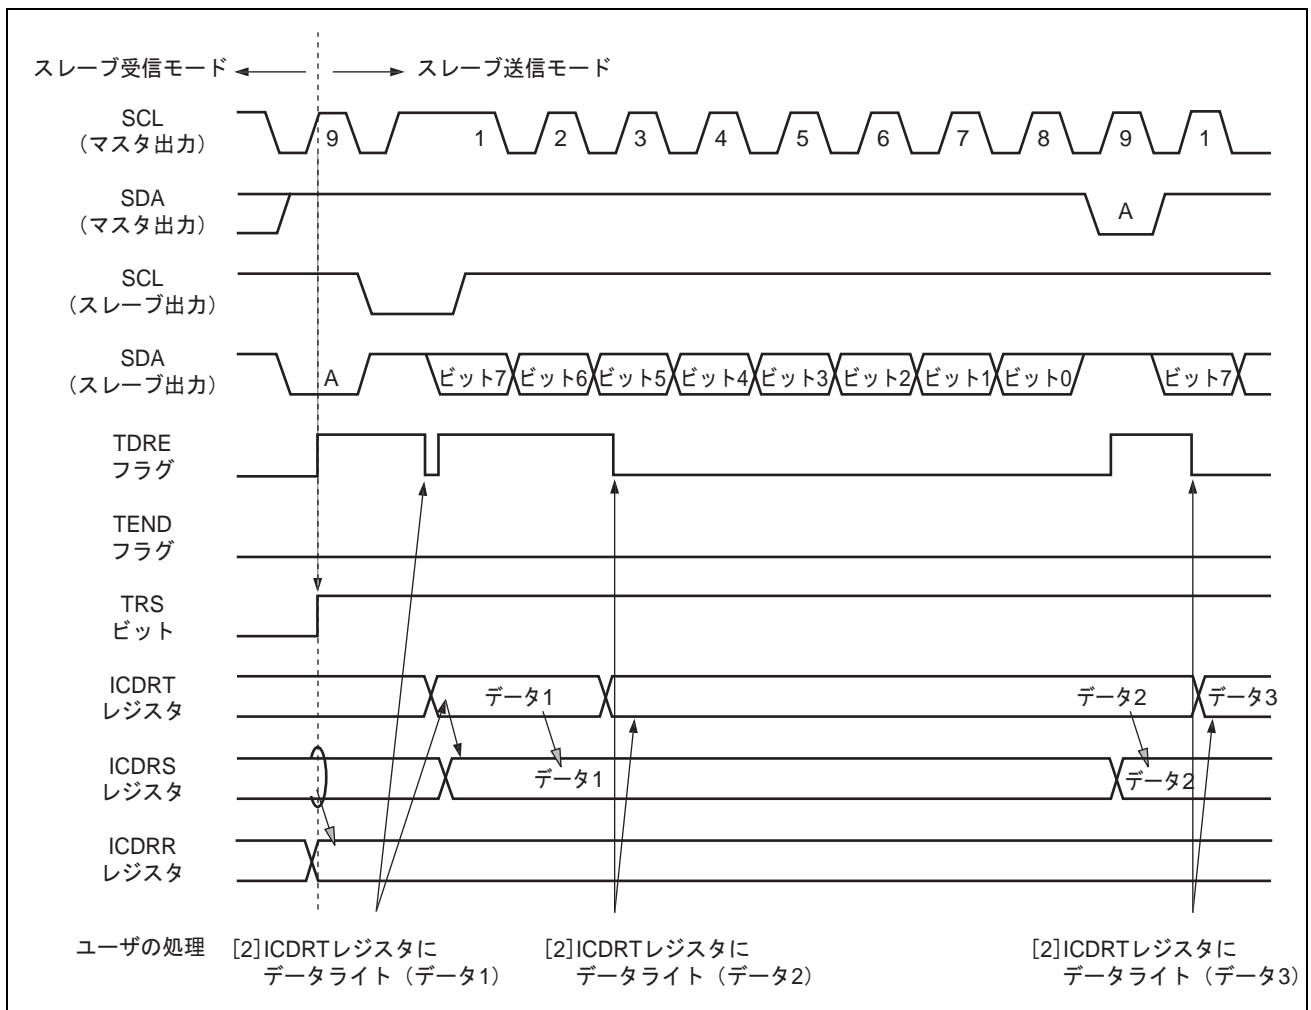 スレーブ受信モード スレーブ送信モード
SCL
（マスタ出力）
9 1 2 3 4 5 6 7 8 9 1
SDA
（マスタ出力）
A
SCL
（スレーブ出力）
SDA
（スレーブ出力）
A ビット7 ビット6 ビット5 ビット4 ビット3 ビット2 ビット1 ビット0 ビット7
TDRE
フラグ
TEND
フラグ
TRS
ビット
ICDRT
レジスタ
データ1 データ2 データ3
ICDRS
レジスタ
データ1 データ2
ICDRR
レジスタ
ユーザの処理
[2]ICDRTレジスタに
データライト（データ1）
[2]ICDRTレジスタに
データライト（データ2）
[2]ICDRTレジスタに
データライト（データ3）